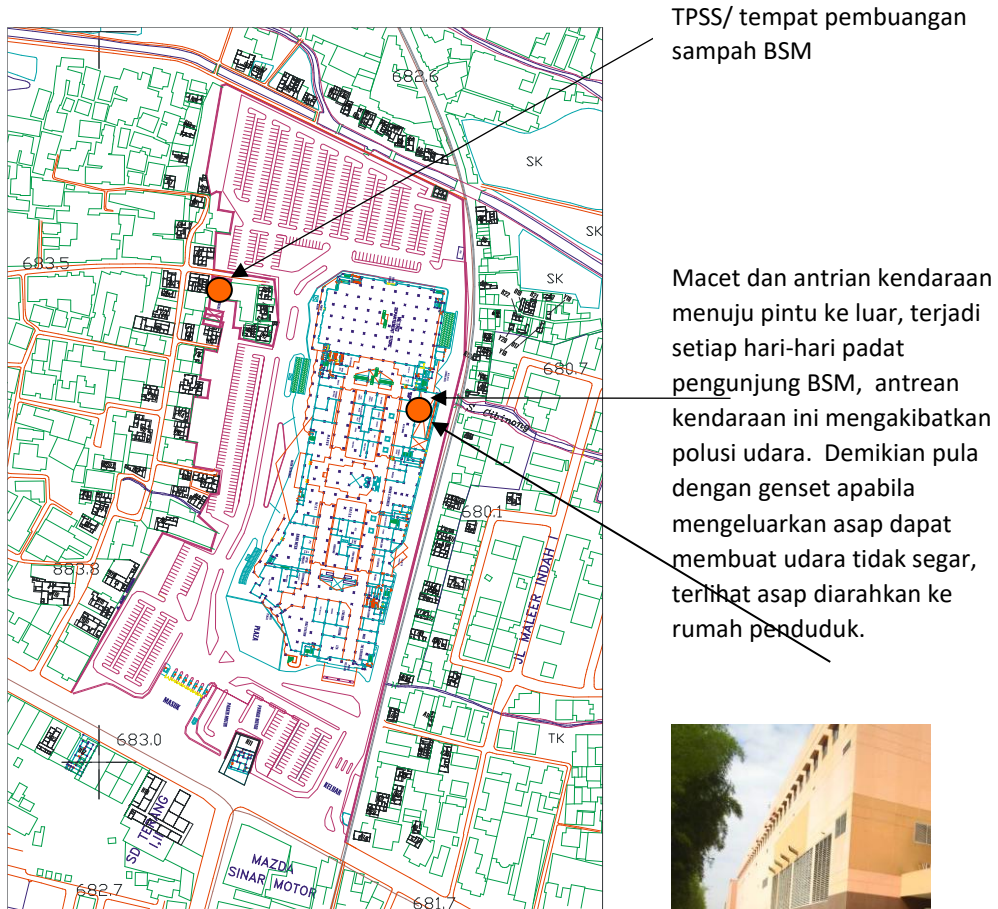 TPSS/ tempat pembuangan
sampah BSM
Macet dan antrian kendaraan
menuju pintu ke luar, terjadi
setiap hari-hari padat
pengunjung BSM, antrean
kendaraan ini mengakibatkan
polusi udara. Demikian pula
dengan genset apabila
mengeluarkan asap dapat
membuat udara tidak segar,
terlihat asap diarahkan ke
rumah penduduk.
682.6
SK
SK
683.5
SK
680.7
S. Cibinong
680.1
883.8
JL MALEER INDAH I
PLAZA
MASUK
KELUAR
TK
683.0
SD TERANG
I,II
MAZDA
SINAR MOTOR
682.7
681.7